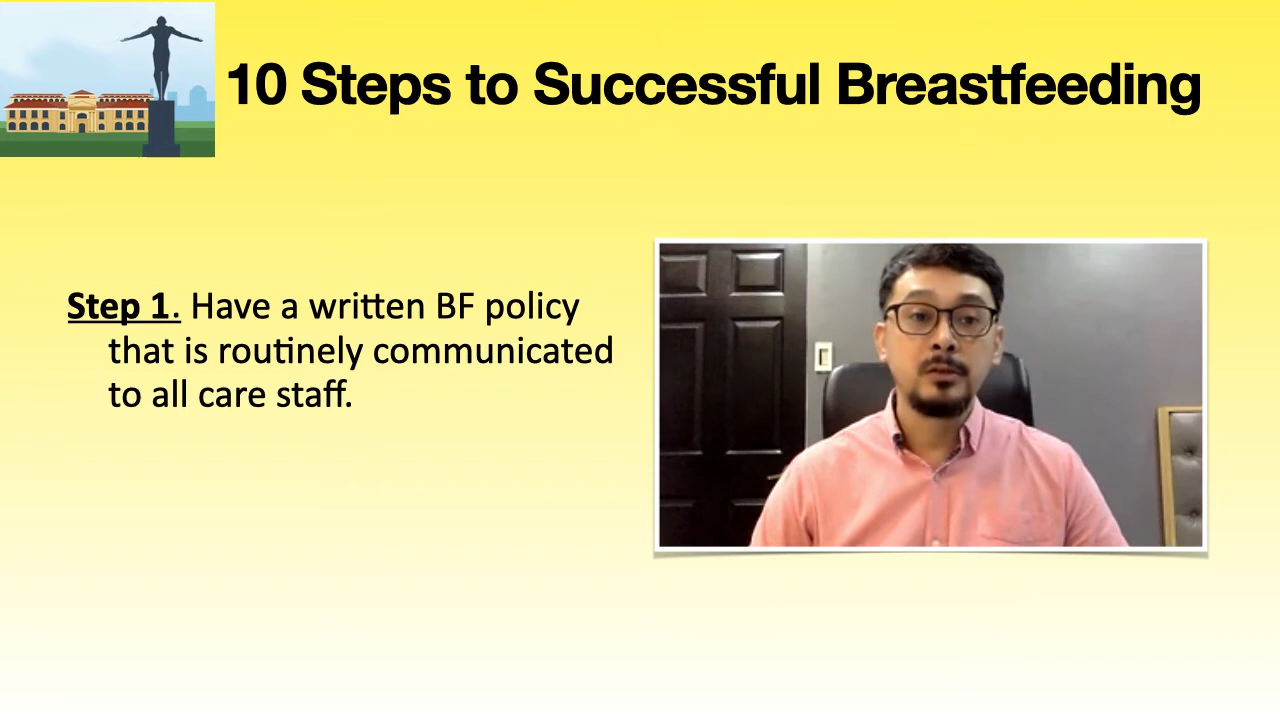 10 Steps to Successful Breastfeeding
Step 1. Have a written BF policy
that is routinely communicated
to all care staff.